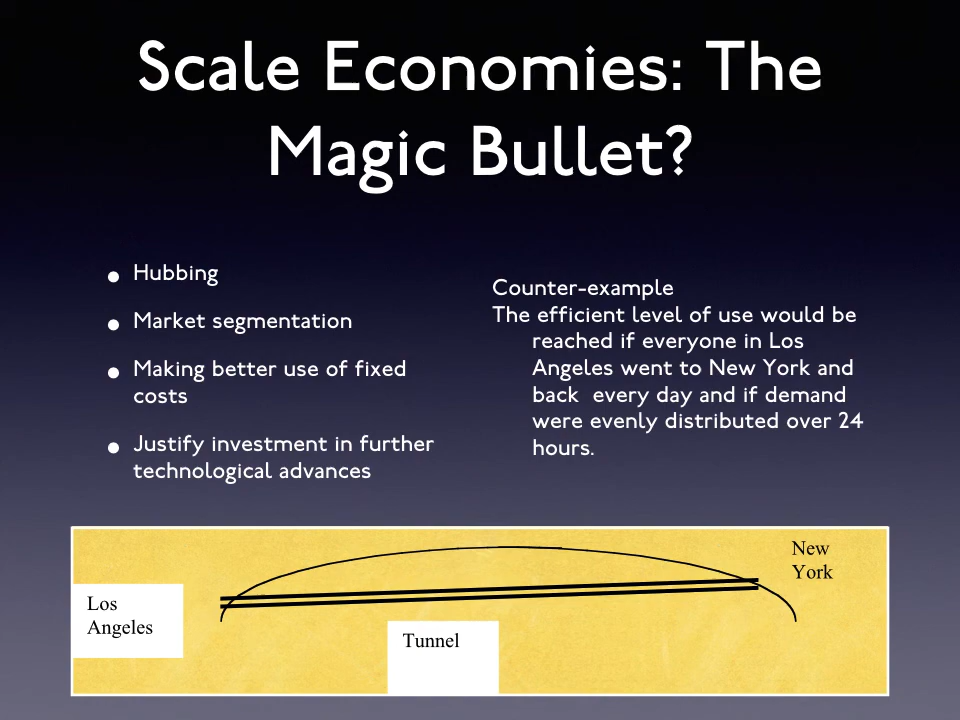 Scale Economies: The
Magic Bullet?
• Hubbing
• Market segmentation
• Making better use of fixed
costs
• Justify investment in further
technological advances
Counter-example
The efficient level of use would be
reached if everyone in Los
Angeles went to New York and
back  every day and if demand
were evenly distributed over 24
hours.
New
York
Los
Angeles
Tunnel